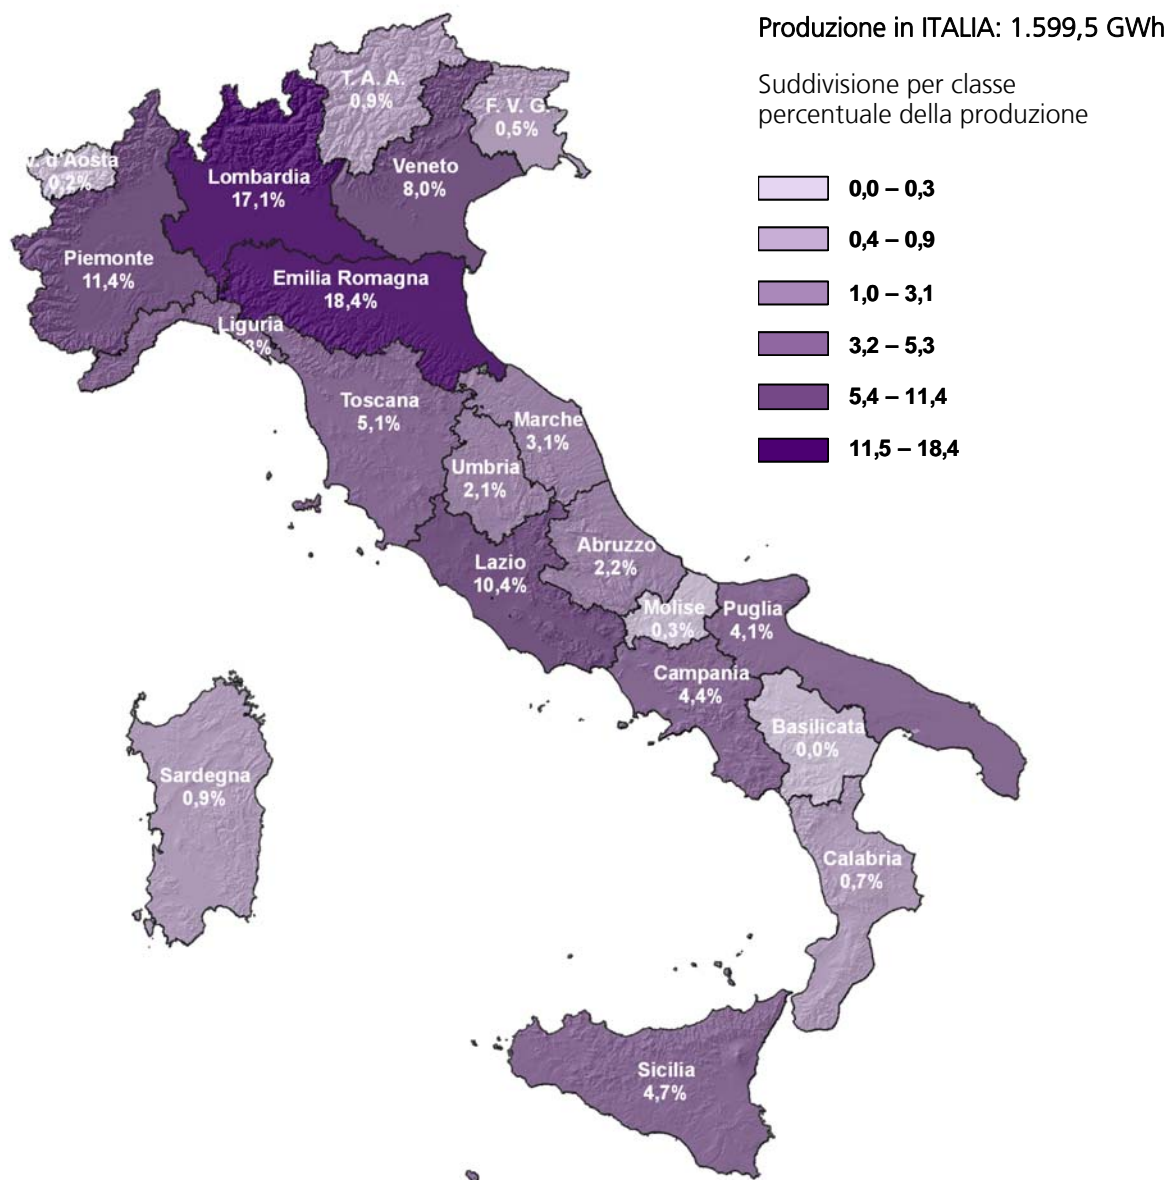 Produzione in ITALIA: 1.599,5 GWh
Suddivisione per classe
percentuale della produzione
0,0 – 0,3
0,4 – 0,9
1,0 – 3,1
3,2 – 5,3
5,4 – 11,4
11,5 – 18,4
T. A. A.
0,9%
F. V. G.
0,5%
V. d'Aosta
0,2%
Lombardia
17,1%
Veneto
8,0%
Piemonte
11,4%
Emilia Romagna
18,4%
Liguria
3%
Toscana
5,1%
Marche
3,1%
Umbria
2,1%
Abruzzo
2,2%
Lazio
10,4%
Molise
0,3%
Puglia
4,1%
Campania
4,4%
Basilicata
0,0%
Sardegna
0,9%
Calabria
0,7%
Sicilia
4,7%